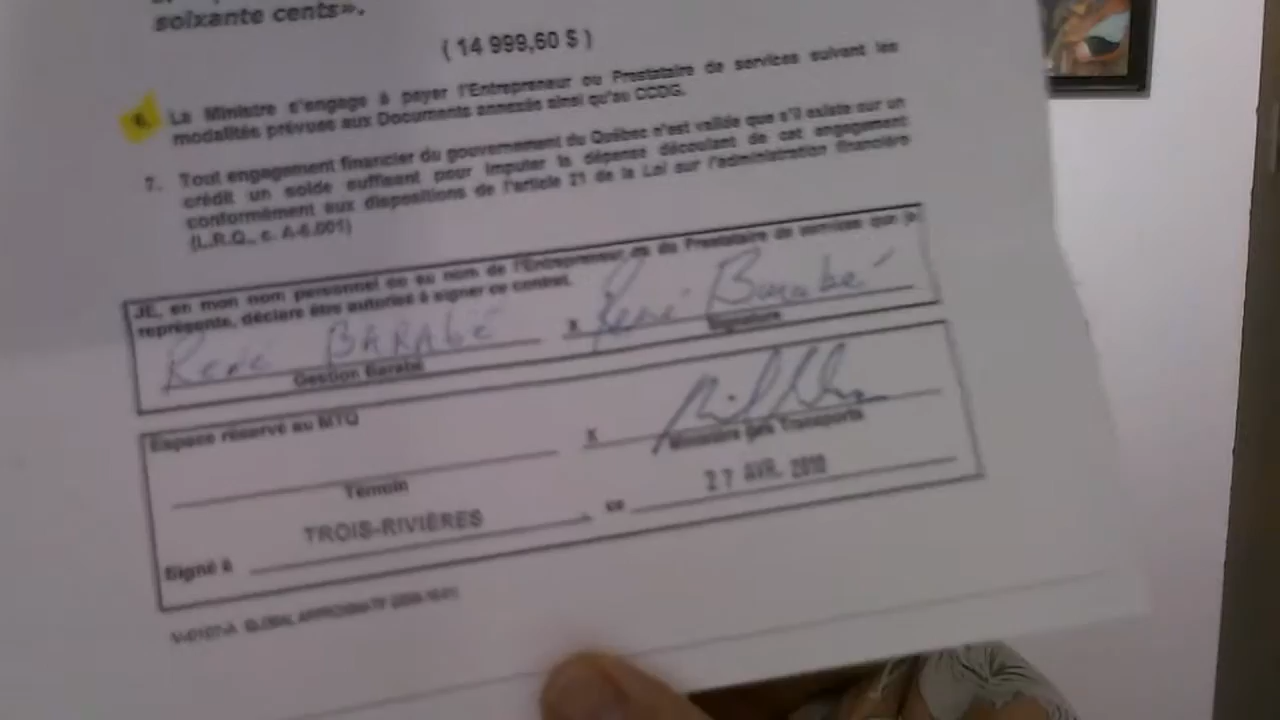 soixante cents».
( 14 999,60 $ )
6. Le Ministre s'engage à payer l'Entrepreneur ou Prestataire de services suivant les
modalités prévues aux Documents annexés ainsi qu'au CCDG.
7. Tout engagement financier du gouvernement du Québec n'est valide que s'il existe sur un
crédit un solde suffisant pour imputer la dépense découlant de cet engagement
conformément aux dispositions de l'article 21 de la Loi sur l'administration financière
(L.R.Q., c. A-6.001)
JE, en mon nom personnel ou au nom de l'Entrepreneur ou du Prestataire de services que je
représente, déclare être autorisé à signer ce contrat.
René BARABÉ x René Barabé
Gestion Barabé Signature
Espace réservé au MTQ
x
Témoin Ministère des Transports
Signé à TROIS-RIVIÈRES ce 27 AVR. 2010